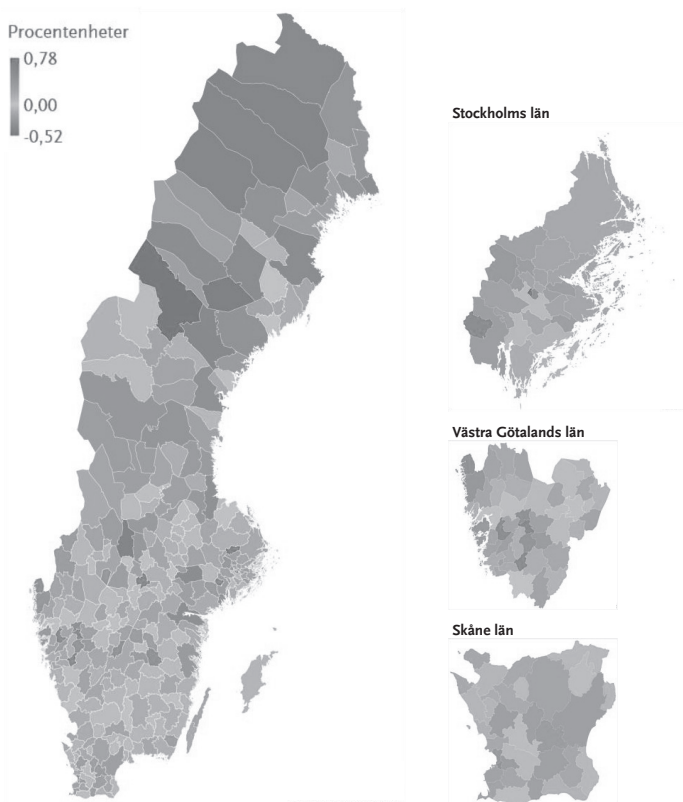 Procentenheter
0,78
0,00
-0,52
Stockholms län
Västra Götalands län
Skåne län